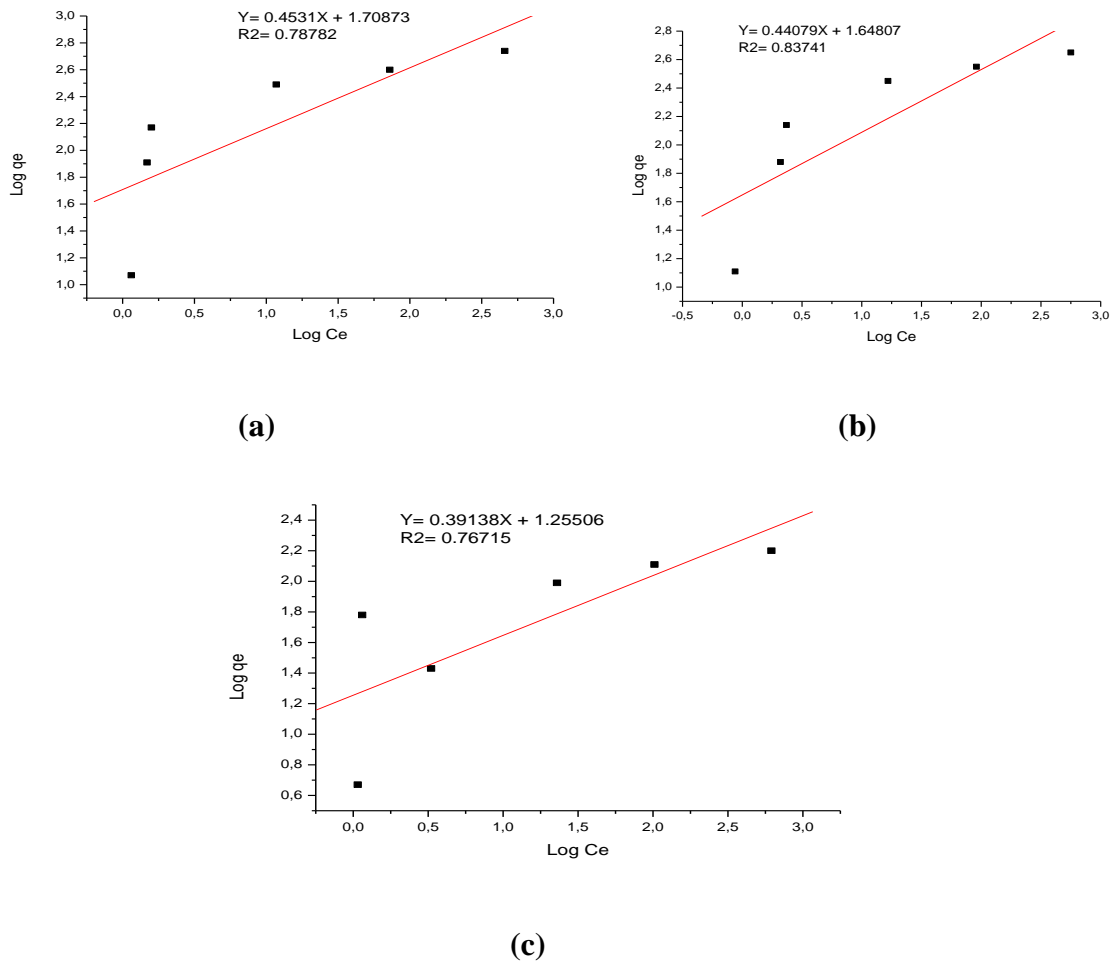 Y= 0.4531X + 1.70873
R2= 0.78782
3,0
2,8
2,6
2,4
2,2
2,0
1,8
1,6
1,4
1,2
1,0
Log qe
0,0 0,5 1,0 1,5 2,0 2,5 3,0
Log Ce
(a)
Y= 0.44079X + 1.64807
R2= 0.83741
2,8
2,6
2,4
2,2
2,0
1,8
1,6
1,4
1,2
1,0
Log qe
-0,5 0,0 0,5 1,0 1,5 2,0 2,5 3,0
Log Ce
(b)
Y= 0.39138X + 1.25506
R2= 0.76715
2,4
2,2
2,0
1,8
1,6
1,4
1,2
1,0
0,8
0,6
Log qe
0,0 0,5 1,0 1,5 2,0 2,5 3,0
Log Ce
(c)